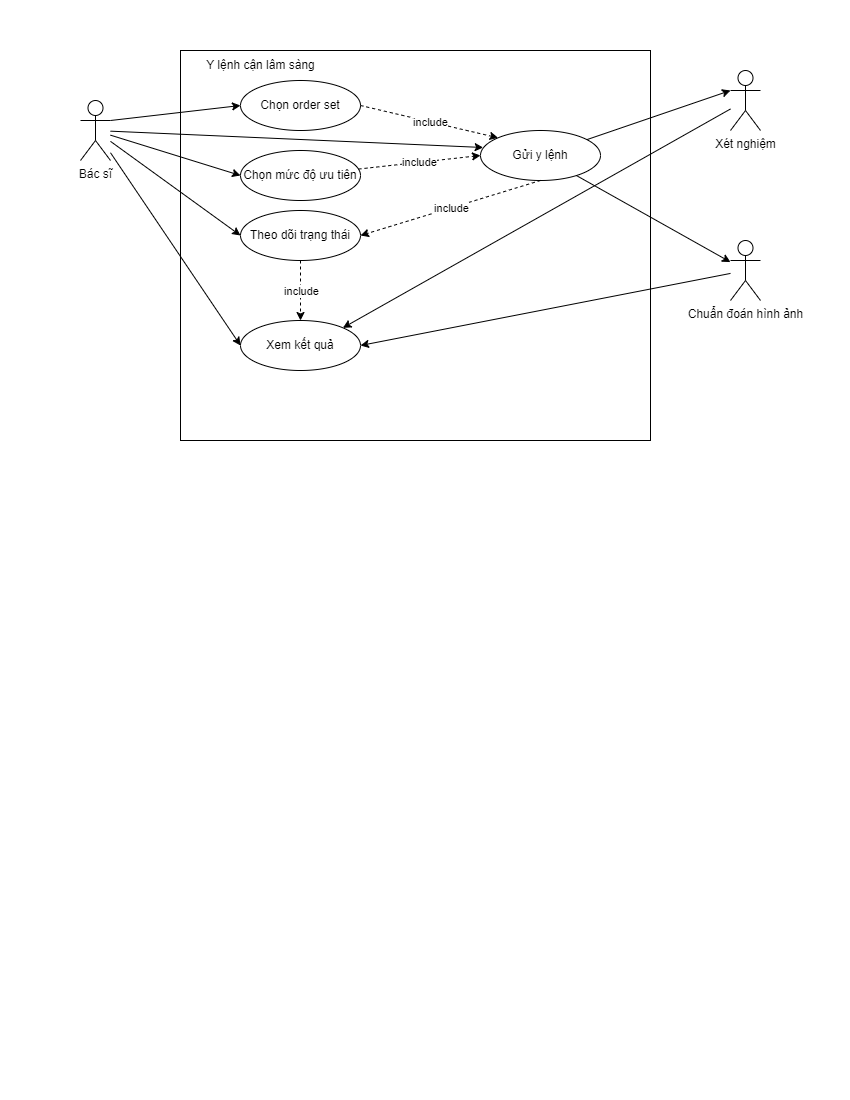 Y lệnh cận lâm sàng
Chọn order set
include
Xét nghiệm
Gửi y lệnh
include
Chọn mức độ ưu tiên
Bác sĩ
include
Theo dõi trạng thái
include
Chuẩn đoán hình ảnh
Xem kết quả